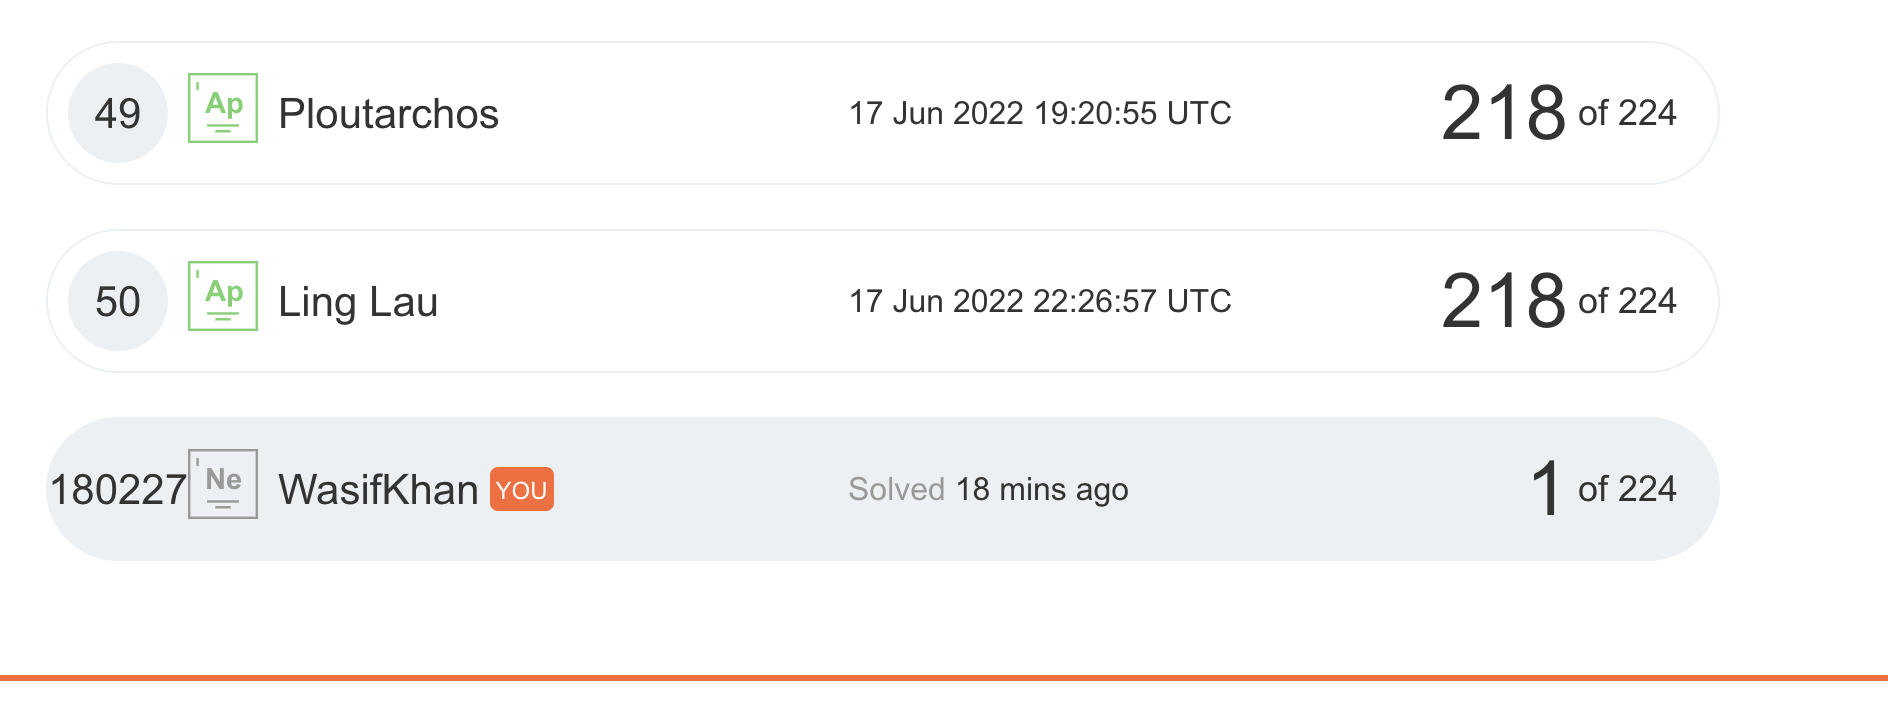 49 Ap Ploutarchos 17 Jun 2022 19:20:55 UTC 218 of 224
50 Ap Ling Lau 17 Jun 2022 22:26:57 UTC 218 of 224
180227 Ne WasifKhan YOU Solved 18 mins ago 1 of 224